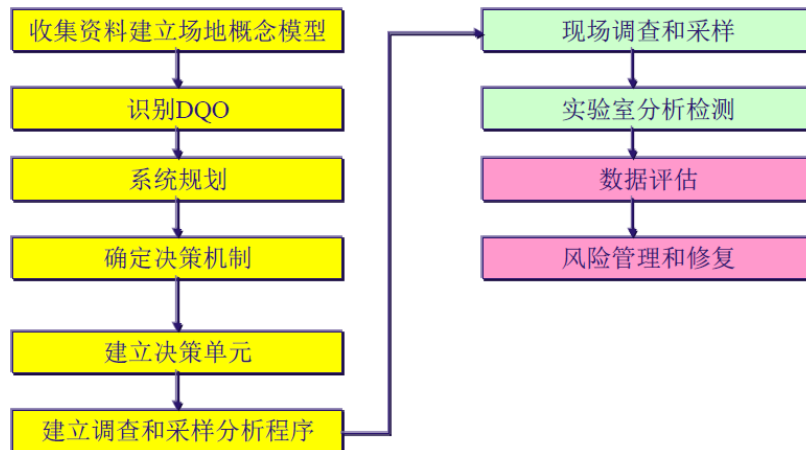 收集资料建立场地概念模型
识别DQO
系统规划
确定决策机制
建立决策单元
建立调查和采样分析程序
现场调查和采样
实验室分析检测
数据评估
风险管理和修复